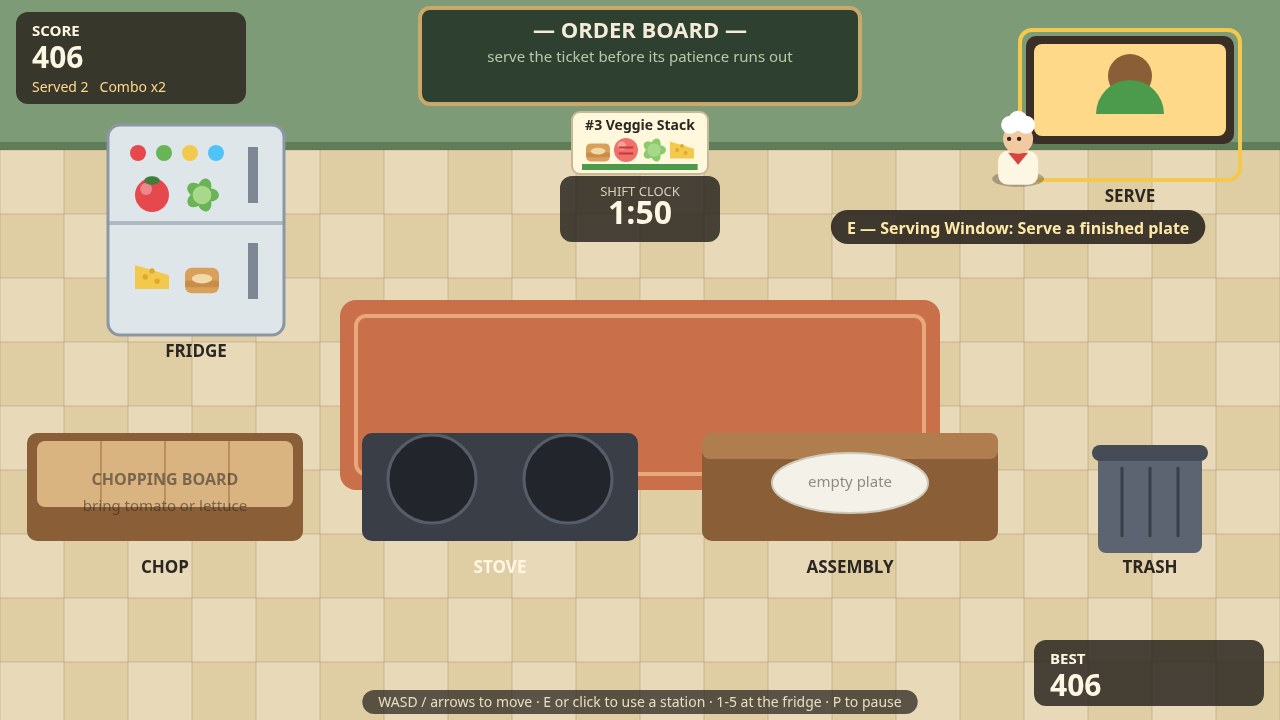 SCORE
406
Served 2 Combo x2
— ORDER BOARD —
serve the ticket before its patience runs out
#3 Veggie Stack
SHIFT CLOCK
1:50
SERVE
E — Serving Window: Serve a finished plate
FRIDGE
CHOPPING BOARD
bring tomato or lettuce
empty plate
CHOP
STOVE
ASSEMBLY
TRASH
BEST
406
WASD / arrows to move · E or click to use a station · 1-5 at the fridge · P to pause